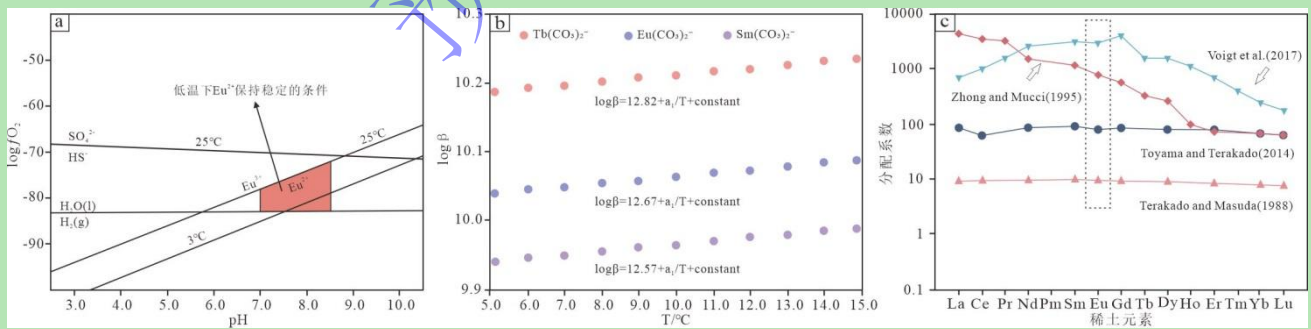 a
低温下Eu²⁺保持稳定的条件
SO₄²⁻
HS⁻
25℃
25℃
Eu³⁺
Eu²⁺
H₂O(l)
H₂(g)
3℃
-50
-60
-70
-80
-90
logfO₂
3.0 4.0 5.0 6.0 7.0 8.0 9.0 10.0
pH
b
Tb(CO₃)₂⁻ Eu(CO₃)₂⁻ Sm(CO₃)₂⁻
logβ=12.82+a₁/T+constant
logβ=12.67+a₁/T+constant
logβ=12.57+a₁/T+constant
10.3
10.2
10.1
10.0
9.9
logβ
5.0 6.0 7.0 8.0 9.0 10.0 11.0 12.0 13.0 14.0 15.0
T/℃
c
Voigt et al.(2017)
Zhong and Mucci(1995)
Toyama and Terakado(2014)
Terakado and Masuda(1988)
10000
1000
100
10
1
0.1
分配系数
La Ce Pr Nd Pm Sm Eu Gd Tb Dy Ho Er Tm Yb Lu
稀土元素